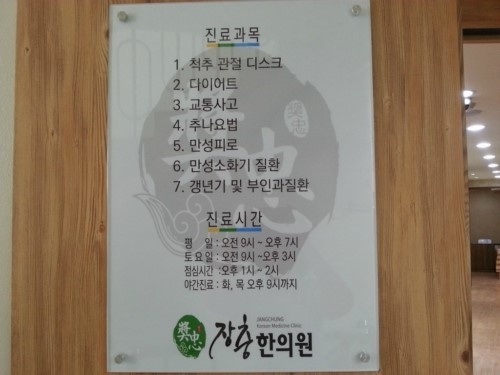 진료과목
1. 척추 관절 디스크
2. 다이어트
3. 교통사고
4. 추나요법
5. 만성피로
6. 만성소화기 질환
7. 갱년기 및 부인과질환
진료시간
평 일 : 오전 9시 ~ 오후 7시
토요일 : 오전 9시 ~ 오후 3시
점심시간 : 오후 1시 ~ 2시
야간진료 : 화, 목 오후 9시까지
JANGCHUNG
Korean Medicine Clinic
奬忠 장충한의원